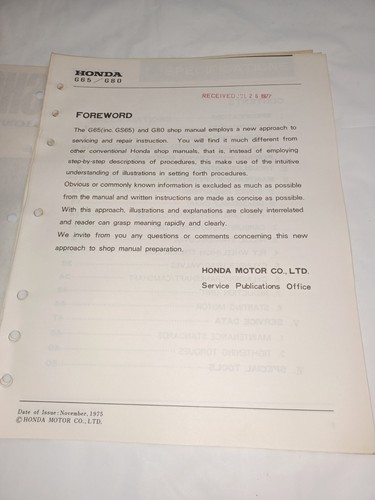 HONDA
G65/G80
RECEIVED
1977
FOREWORD
The G65(inc, GS65) and G80 shop manual employs a new approach to
servicing and repair instruction. You will find it much different from
other conventional Honda shop manuals, that is, instead of employing
step-by-step descriptions of procedures, this make use of the intuitive
understanding of illustrations in setting forth procedures.
Obvious or commonly known information is excluded as much as possible
from the manual and written instructions are made as concise as possible.
With this approach, illustrations and explanations are closely interrelated
and reader can grasp meaning rapidly and clearly.
We invite from you any questions or comments concerning this new
approach to shop manual preparation.
HONDA MOTOR CO., LTD.
Service Publications Office
Date of Issue: November, 1975
© HONDA MOTOR CO., LTD.